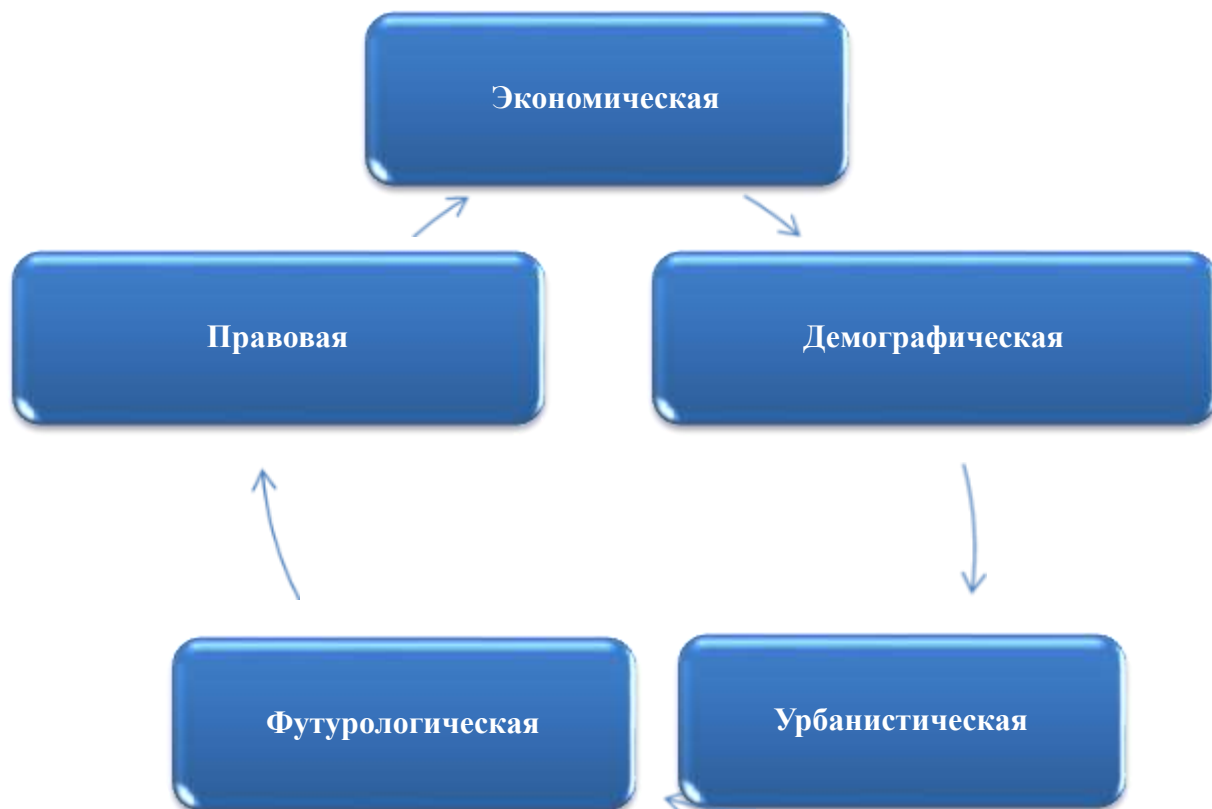 Экономическая
Правовая
Демографическая
Футурологическая
Урбанистическая